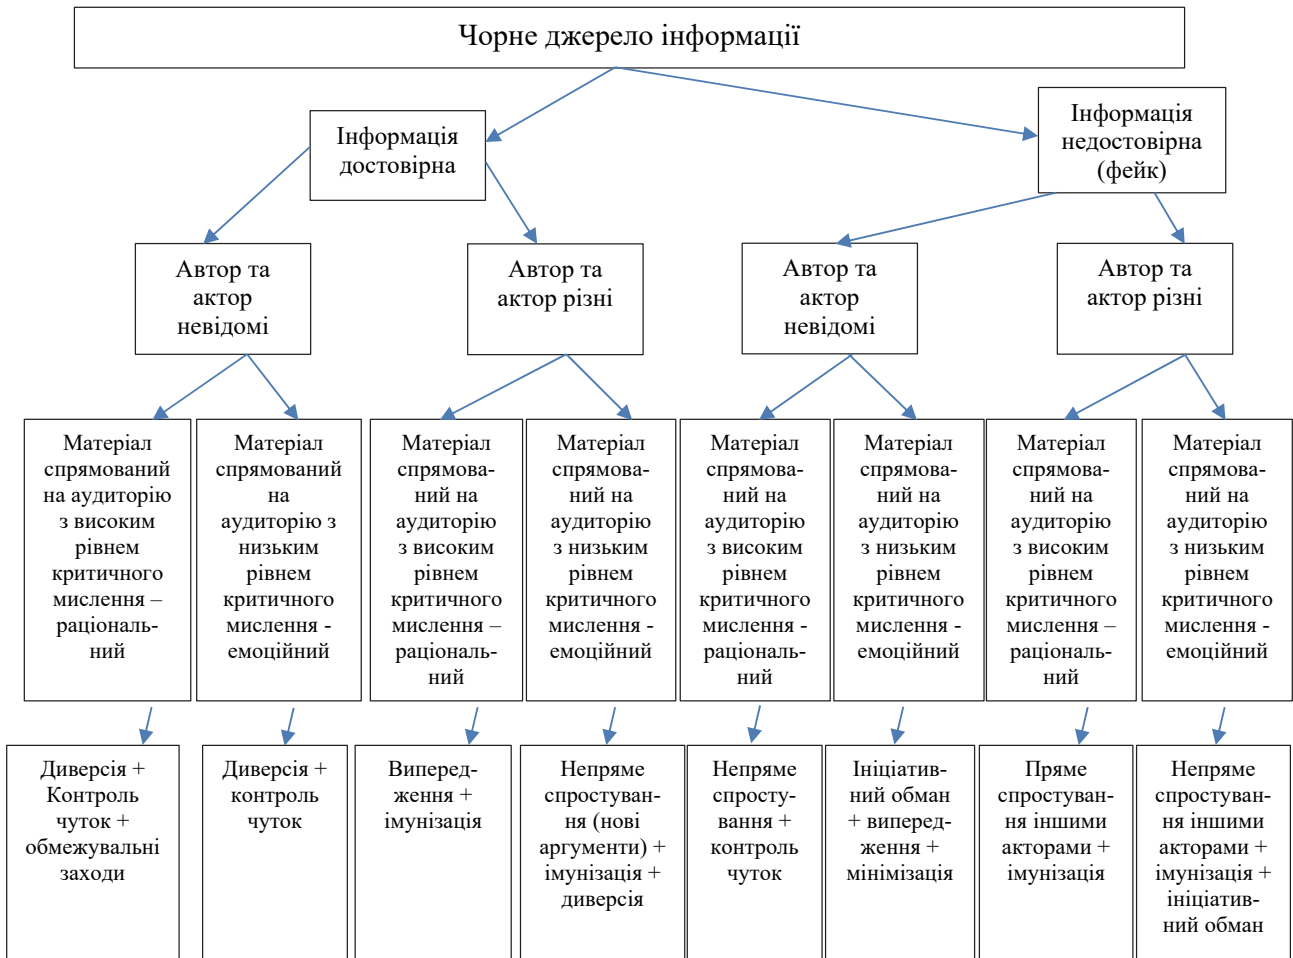 Чорне джерело інформації
Інформація
достовірна
Інформація
недостовірна
(фейк)
Автор та
актор
невідомі
Автор та
актор різні
Автор та
актор
невідомі
Автор та
актор різні
Матеріал
спрямований
на аудиторію
з високим
рівнем
критичного
мислення –
раціональ-
ний
Матеріал
спрямований
на
аудиторію з
низьким
рівнем
критичного
мислення -
емоційний
Матеріал
спрямова-
ний на
аудиторію
з високим
рівнем
критичного
мислення –
раціональ-
ний
Матеріал
спрямова-
ний на
аудиторію
з низьким
рівнем
критичного
мислення -
емоційний
Матеріал
спрямова-
ний на
аудиторію
з високим
рівнем
критичного
мислення -
раціональ-
ний
Матеріал
спрямова-
ний на
аудиторію
з низьким
рівнем
критичного
мислення -
емоційний
Матеріал
спрямова-
ний на
аудиторію
з високим
рівнем
критичного
мислення –
раціональ-
ний
Матеріал
спрямова-
ний на
аудиторію
з низьким
рівнем
критичного
мислення -
емоційний
Диверсія +
Контроль
чуток +
обмежувальні
заходи
Диверсія +
контроль
чуток
Виперед-
ження +
імунізація
Непряме
спростуван-
ня (нові
аргументи) +
імунізація +
диверсія
Непряме
спросту-
вання +
контроль
чуток
Ініціатив-
ний обман
+ виперед-
ження +
мінімізація
Пряме
спростуван-
ня іншими
акторами +
імунізація
Непряме
спростуван-
ня іншими
акторами +
імунізація +
ініціатив-
ний обман